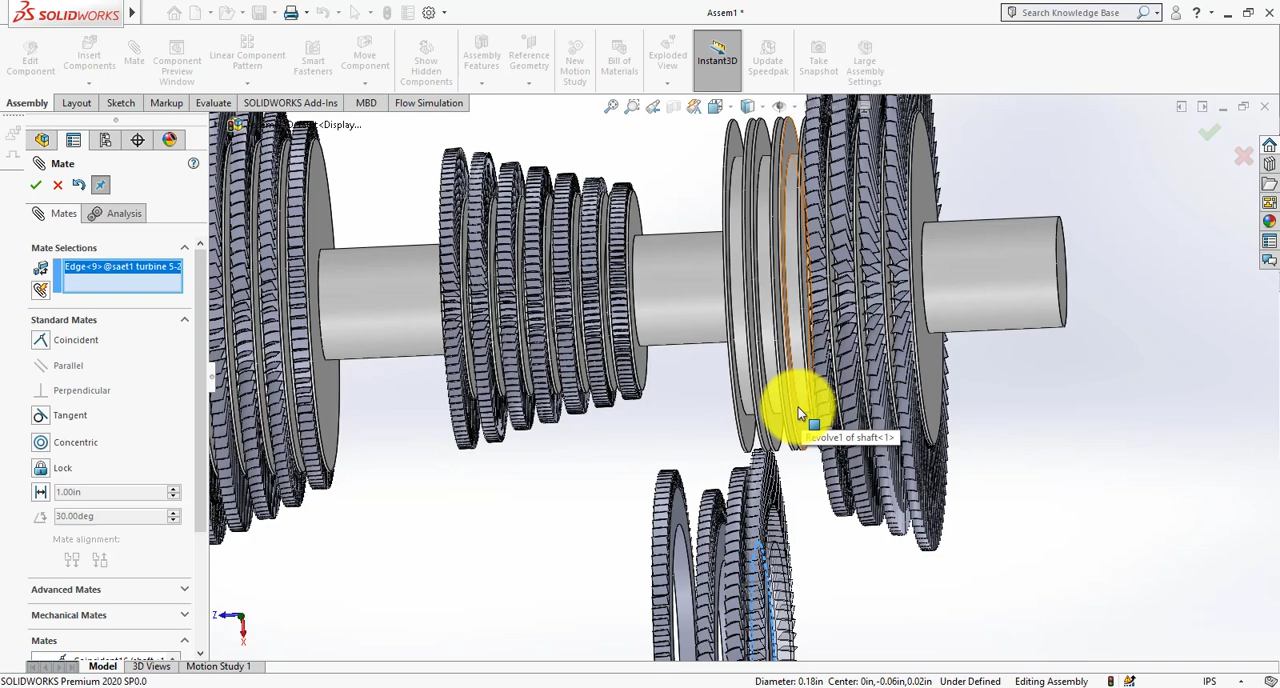 SOLIDWORKS
Assem1 *
Search Knowledge Base
Edit Component
Insert Components
Mate
Component Preview Window
Linear Component Pattern
Smart Fasteners
Move Component
Show Hidden Components
Assembly Features
Reference Geometry
New Motion Study
Bill of Materials
Exploded View
Instant3D
Update Speedpak
Take Snapshot
Large Assembly Settings
Assembly
Layout
Sketch
Markup
Evaluate
SOLIDWORKS Add-Ins
MBD
Flow Simulation
<Display...
Mate
Mates
Analysis
Mate Selections
Edge<9>@saet1 turbine 5-2
Standard Mates
Coincident
Parallel
Perpendicular
Tangent
Concentric
Lock
1.00in
30.00deg
Mate alignment:
Advanced Mates
Mechanical Mates
Mates
Revolve1 of shaft<1>
Z
X
Model
3D Views
Motion Study 1
SOLIDWORKS Premium 2020 SP0.0
Diameter: 0.18in Center: 0in,-0.06in,0.02in
Under Defined
Editing Assembly
IPS